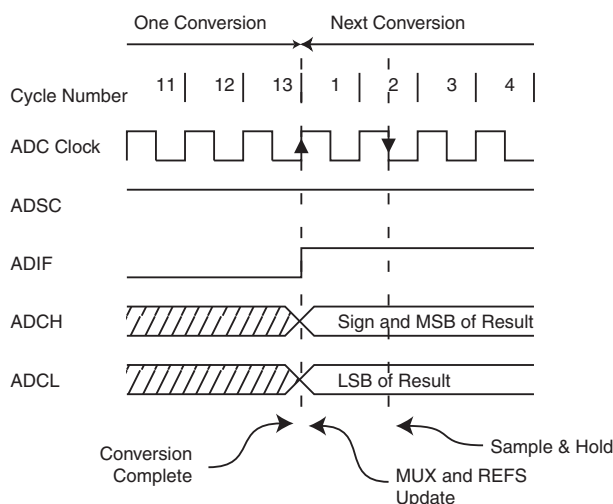 One Conversion Next Conversion
Cycle Number 11 12 13 1 2 3 4
ADC Clock
ADSC
ADIF
ADCH Sign and MSB of Result
ADCL LSB of Result
Conversion
Complete
MUX and REFS
Update
Sample & Hold